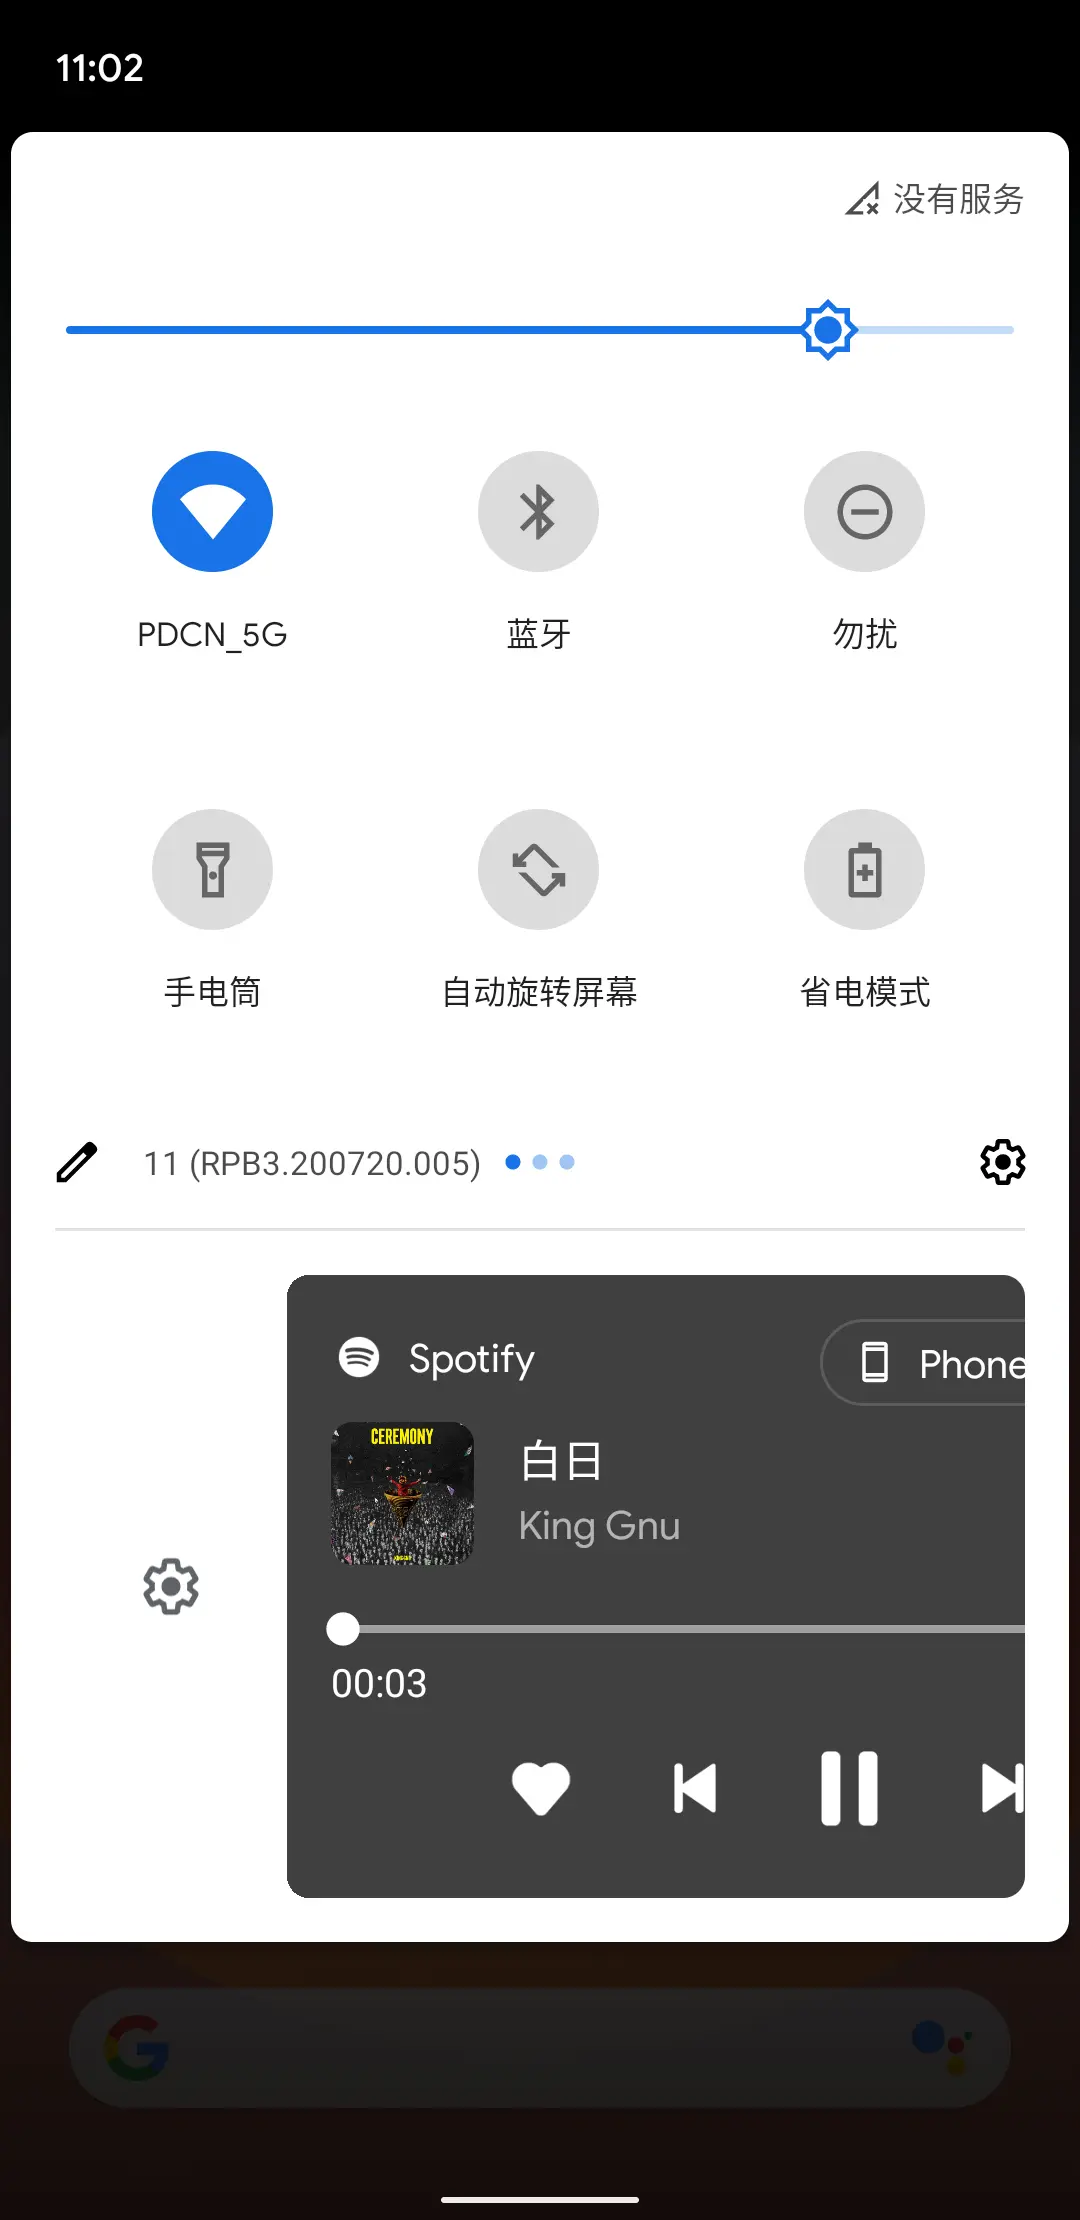 11:02
没有服务
PDCN_5G
蓝牙
勿扰
手电筒
自动旋转屏幕
省电模式
11 (RPB3.200720.005)
Spotify
Phone
CEREMONY
白日
King Gnu
00:03